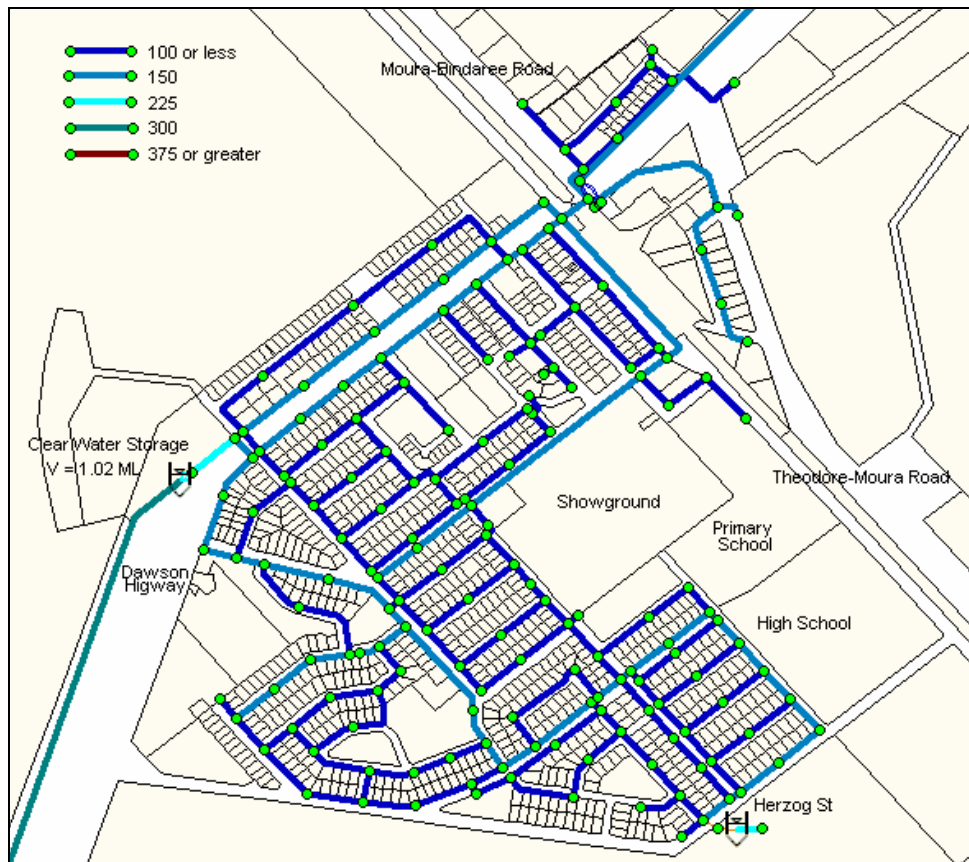 100 or less
150
225
300
375 or greater
Moura-Bindaree Road
Clear Water Storage
V =1.02 ML
Theodore-Moura Road
Showground
Primary
School
Dawson
Higway
High School
Herzog St